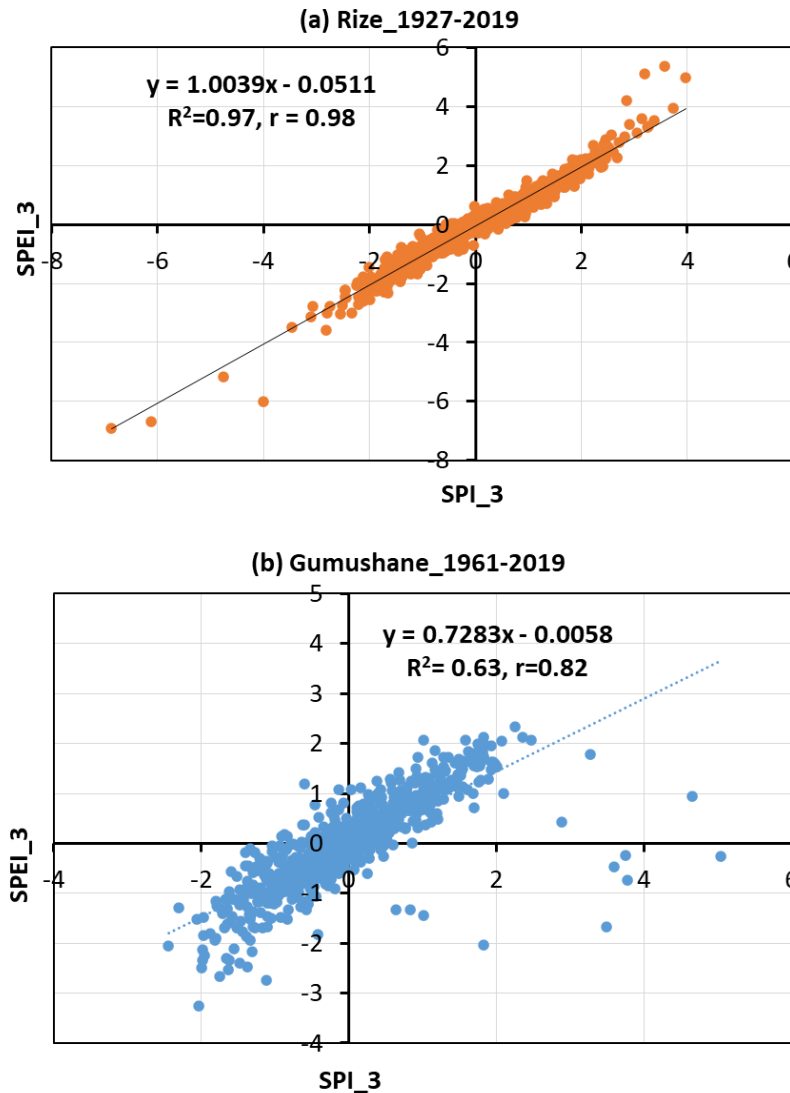 (a) Rize_1927-2019
y = 1.0039x - 0.0511
R²=0.97, r = 0.98
6
4
2
0
-8 -6 -4 -2 0 2 4 6
-2
-4
-6
-8
SPEI_3
SPI_3
(b) Gumushane_1961-2019
y = 0.7283x - 0.0058
R²= 0.63, r=0.82
5
4
3
2
1
0
-4 -2 0 2 4 6
-1
-2
-3
-4
SPEI_3
SPI_3